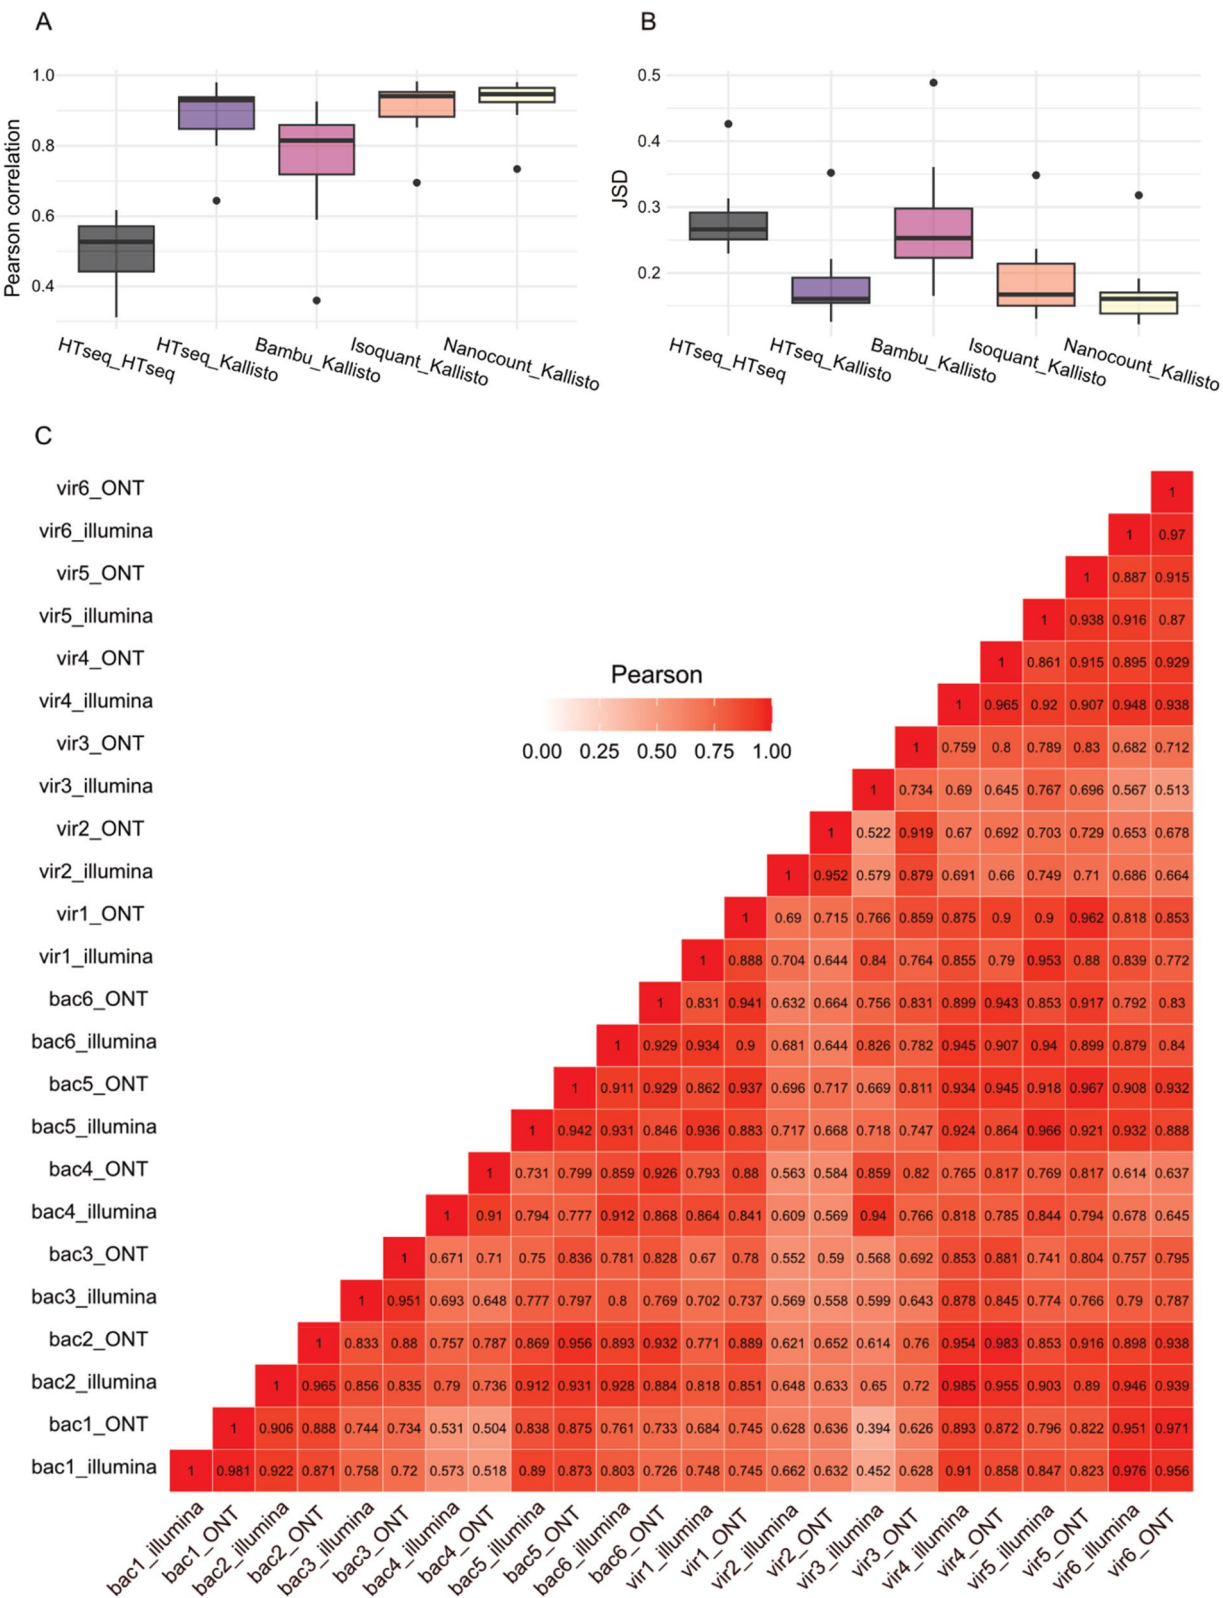 A
B
1.0
0.8
0.6
0.4
Pearson correlation
HTseq_HTseq
HTseq_Kallisto
Bambu_Kallisto
Isoquant_Kallisto
Nanocount_Kallisto
0.5
0.4
0.3
0.2
JSD
HTseq_HTseq
HTseq_Kallisto
Bambu_Kallisto
Isoquant_Kallisto
Nanocount_Kallisto
C
Pearson
0.00 0.25 0.50 0.75 1.00
vir6_ONT 1
vir6_illumina 1 0.97
vir5_ONT 1 0.887 0.915
vir5_illumina 1 0.938 0.916 0.87
vir4_ONT 1 0.861 0.915 0.895 0.929
vir4_illumina 1 0.965 0.92 0.907 0.948 0.938
vir3_ONT 1 0.759 0.8 0.789 0.83 0.682 0.712
vir3_illumina 1 0.734 0.69 0.645 0.767 0.696 0.567 0.513
vir2_ONT 1 0.522 0.919 0.67 0.692 0.703 0.729 0.653 0.678
vir2_illumina 1 0.952 0.579 0.879 0.691 0.66 0.749 0.71 0.686 0.664
vir1_ONT 1 0.69 0.715 0.766 0.859 0.875 0.9 0.9 0.962 0.818 0.853
vir1_illumina 1 0.888 0.704 0.644 0.84 0.764 0.855 0.79 0.953 0.88 0.839 0.772
bac6_ONT 1 0.831 0.941 0.632 0.664 0.756 0.831 0.899 0.943 0.853 0.917 0.792 0.83
bac6_illumina 1 0.929 0.934 0.9 0.681 0.644 0.826 0.782 0.945 0.907 0.94 0.899 0.879 0.84
bac5_ONT 1 0.911 0.929 0.862 0.937 0.696 0.717 0.669 0.811 0.934 0.945 0.918 0.967 0.908 0.932
bac5_illumina 1 0.942 0.931 0.846 0.936 0.883 0.717 0.668 0.718 0.747 0.924 0.864 0.966 0.921 0.932 0.888
bac4_ONT 1 0.731 0.799 0.859 0.926 0.793 0.88 0.563 0.584 0.859 0.82 0.765 0.817 0.769 0.817 0.614 0.637
bac4_illumina 1 0.91 0.794 0.777 0.912 0.868 0.864 0.841 0.609 0.569 0.94 0.766 0.818 0.785 0.844 0.794 0.678 0.645
bac3_ONT 1 0.671 0.71 0.75 0.836 0.781 0.828 0.67 0.78 0.552 0.59 0.568 0.692 0.853 0.881 0.741 0.804 0.757 0.795
bac3_illumina 1 0.951 0.693 0.648 0.777 0.797 0.8 0.769 0.702 0.737 0.569 0.558 0.599 0.643 0.878 0.845 0.774 0.766 0.79 0.787
bac2_ONT 1 0.833 0.88 0.757 0.787 0.869 0.956 0.893 0.932 0.771 0.889 0.621 0.652 0.614 0.76 0.954 0.983 0.853 0.916 0.898 0.938
bac2_illumina 1 0.965 0.856 0.835 0.79 0.736 0.912 0.931 0.928 0.884 0.818 0.851 0.648 0.633 0.65 0.72 0.985 0.955 0.903 0.89 0.946 0.939
bac1_ONT 1 0.906 0.888 0.744 0.734 0.531 0.504 0.838 0.875 0.761 0.733 0.684 0.745 0.628 0.636 0.394 0.626 0.893 0.872 0.796 0.822 0.951 0.971
bac1_illumina 1 0.981 0.922 0.871 0.758 0.72 0.573 0.518 0.89 0.873 0.803 0.726 0.748 0.745 0.662 0.632 0.452 0.628 0.91 0.858 0.847 0.823 0.976 0.956
bac1_illumina
bac1_ONT
bac2_illumina
bac2_ONT
bac3_illumina
bac3_ONT
bac4_illumina
bac4_ONT
bac5_illumina
bac5_ONT
bac6_illumina
bac6_ONT
vir1_illumina
vir1_ONT
vir2_illumina
vir2_ONT
vir3_illumina
vir3_ONT
vir4_illumina
vir4_ONT
vir5_illumina
vir5_ONT
vir6_illumina
vir6_ONT